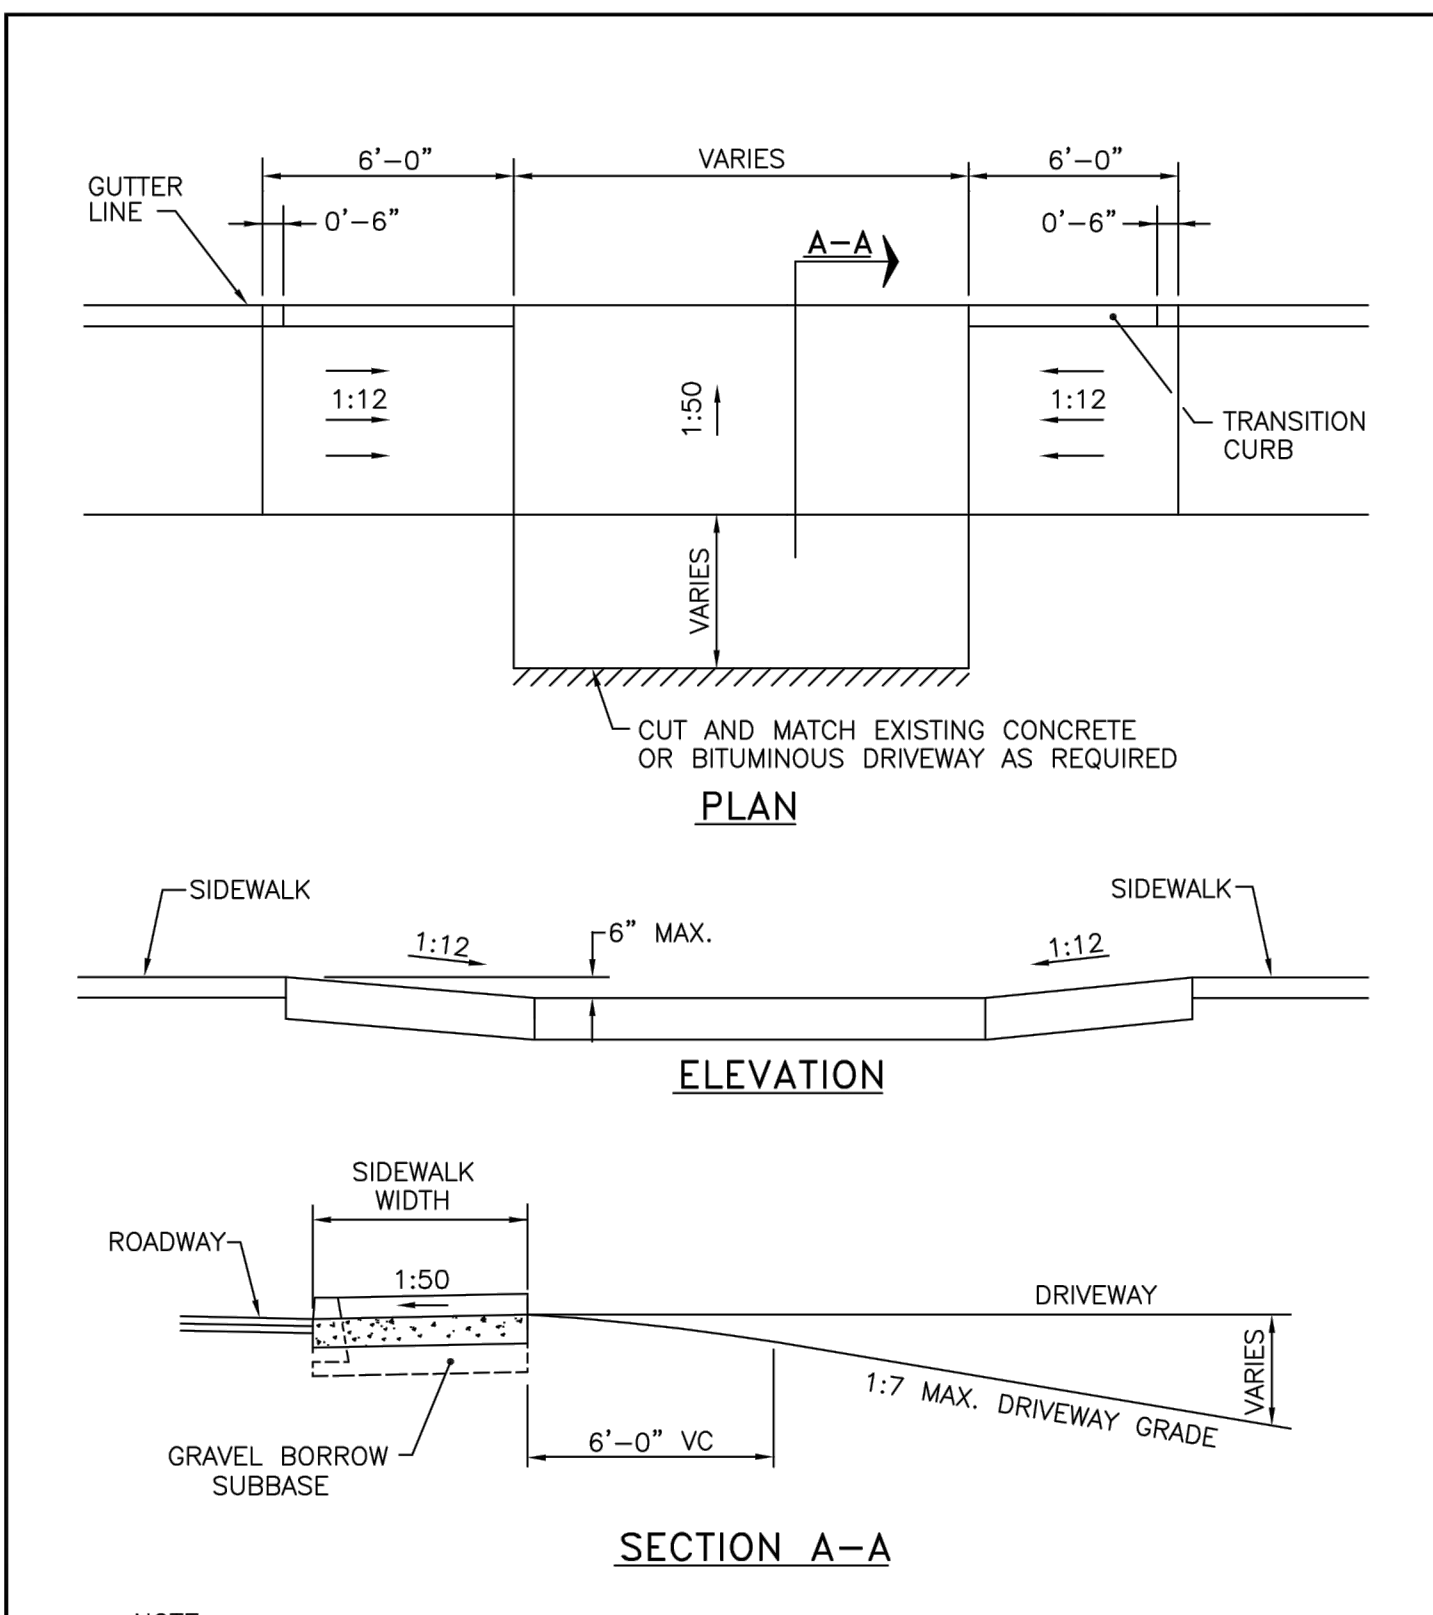 6’–0”
VARIES
6’–0”
GUTTER
LINE
0’–6”
0’–6”
A–A
1:12
1:50
1:12
TRANSITION
CURB
VARIES
CUT AND MATCH EXISTING CONCRETE
OR BITUMINOUS DRIVEWAY AS REQUIRED
PLAN
SIDEWALK
SIDEWALK
1:12
6” MAX.
1:12
ELEVATION
SIDEWALK
WIDTH
ROADWAY
1:50
DRIVEWAY
VARIES
1:7 MAX. DRIVEWAY GRADE
6’–0” VC
GRAVEL BORROW
SUBBASE
SECTION A–A